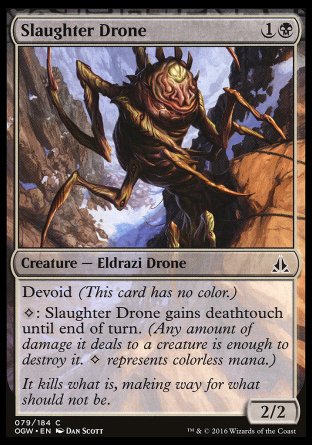 Slaughter Drone 1
Creature — Eldrazi Drone
Devoid (This card has no color.)
◇: Slaughter Drone gains deathtouch
until end of turn. (Any amount of
damage it deals to a creature is enough to
destroy it. ◇ represents colorless mana.)
It kills what is, making way for what
should not be.
2/2
079/184 C
OGW • EN Dan Scott
™ & © 2016 Wizards of the Coast